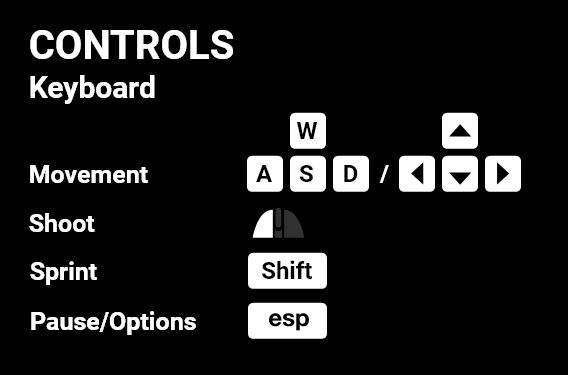 CONTROLS
Keyboard
W
Movement A S D /
Shoot
Sprint Shift
Pause/Options esp